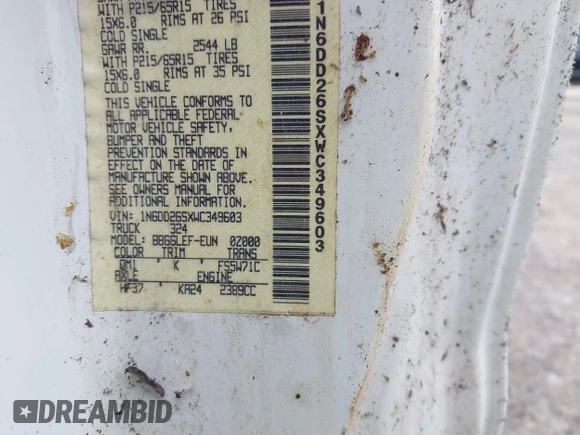 WITH P215/65R15 TIRES
15X6.0 RIMS AT 26 PSI
COLD SINGLE
GAWR RR. 2544 LB
WITH P215/65R15 TIRES
15X6.0 RIMS AT 35 PSI
COLD SINGLE
THIS VEHICLE CONFORMS TO
ALL APPLICABLE FEDERAL
MOTOR VEHICLE SAFETY,
BUMPER AND THEFT
PREVENTION STANDARDS IN
EFFECT ON THE DATE OF
MANUFACTURE SHOWN ABOVE.
SEE OWNERS MANUAL FOR
ADDITIONAL INFORMATION.
VIN: 1N6DD26SXWC349603
TRUCK 324
MODEL: BBGGLEF-EUN 0Z000
COLOR TRIM TRANS
K FS5W71C
AXLE ENGINE
HF37 KA24 2389CC
1N6DD26SXWC349603
DREAMBID